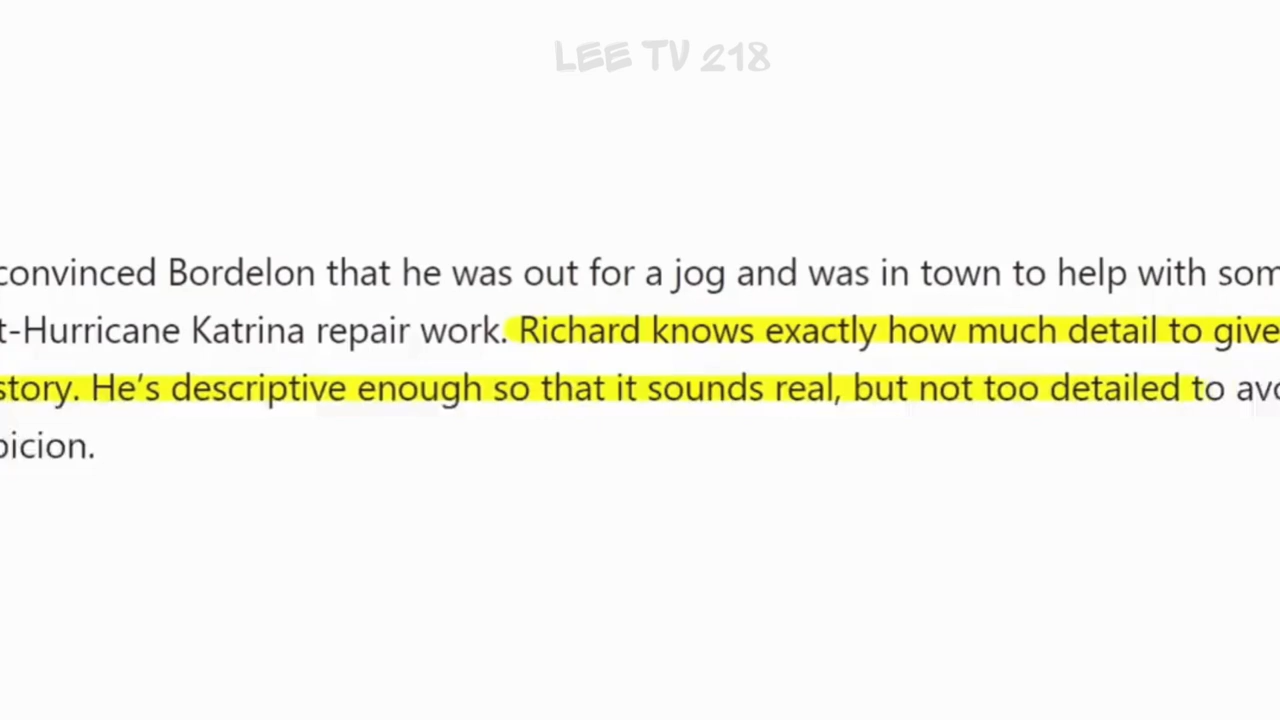 LEE TV 218
convinced Bordelon that he was out for a jog and was in town to help with som
t-Hurricane Katrina repair work. Richard knows exactly how much detail to give
story. He's descriptive enough so that it sounds real, but not too detailed to avo
picion.